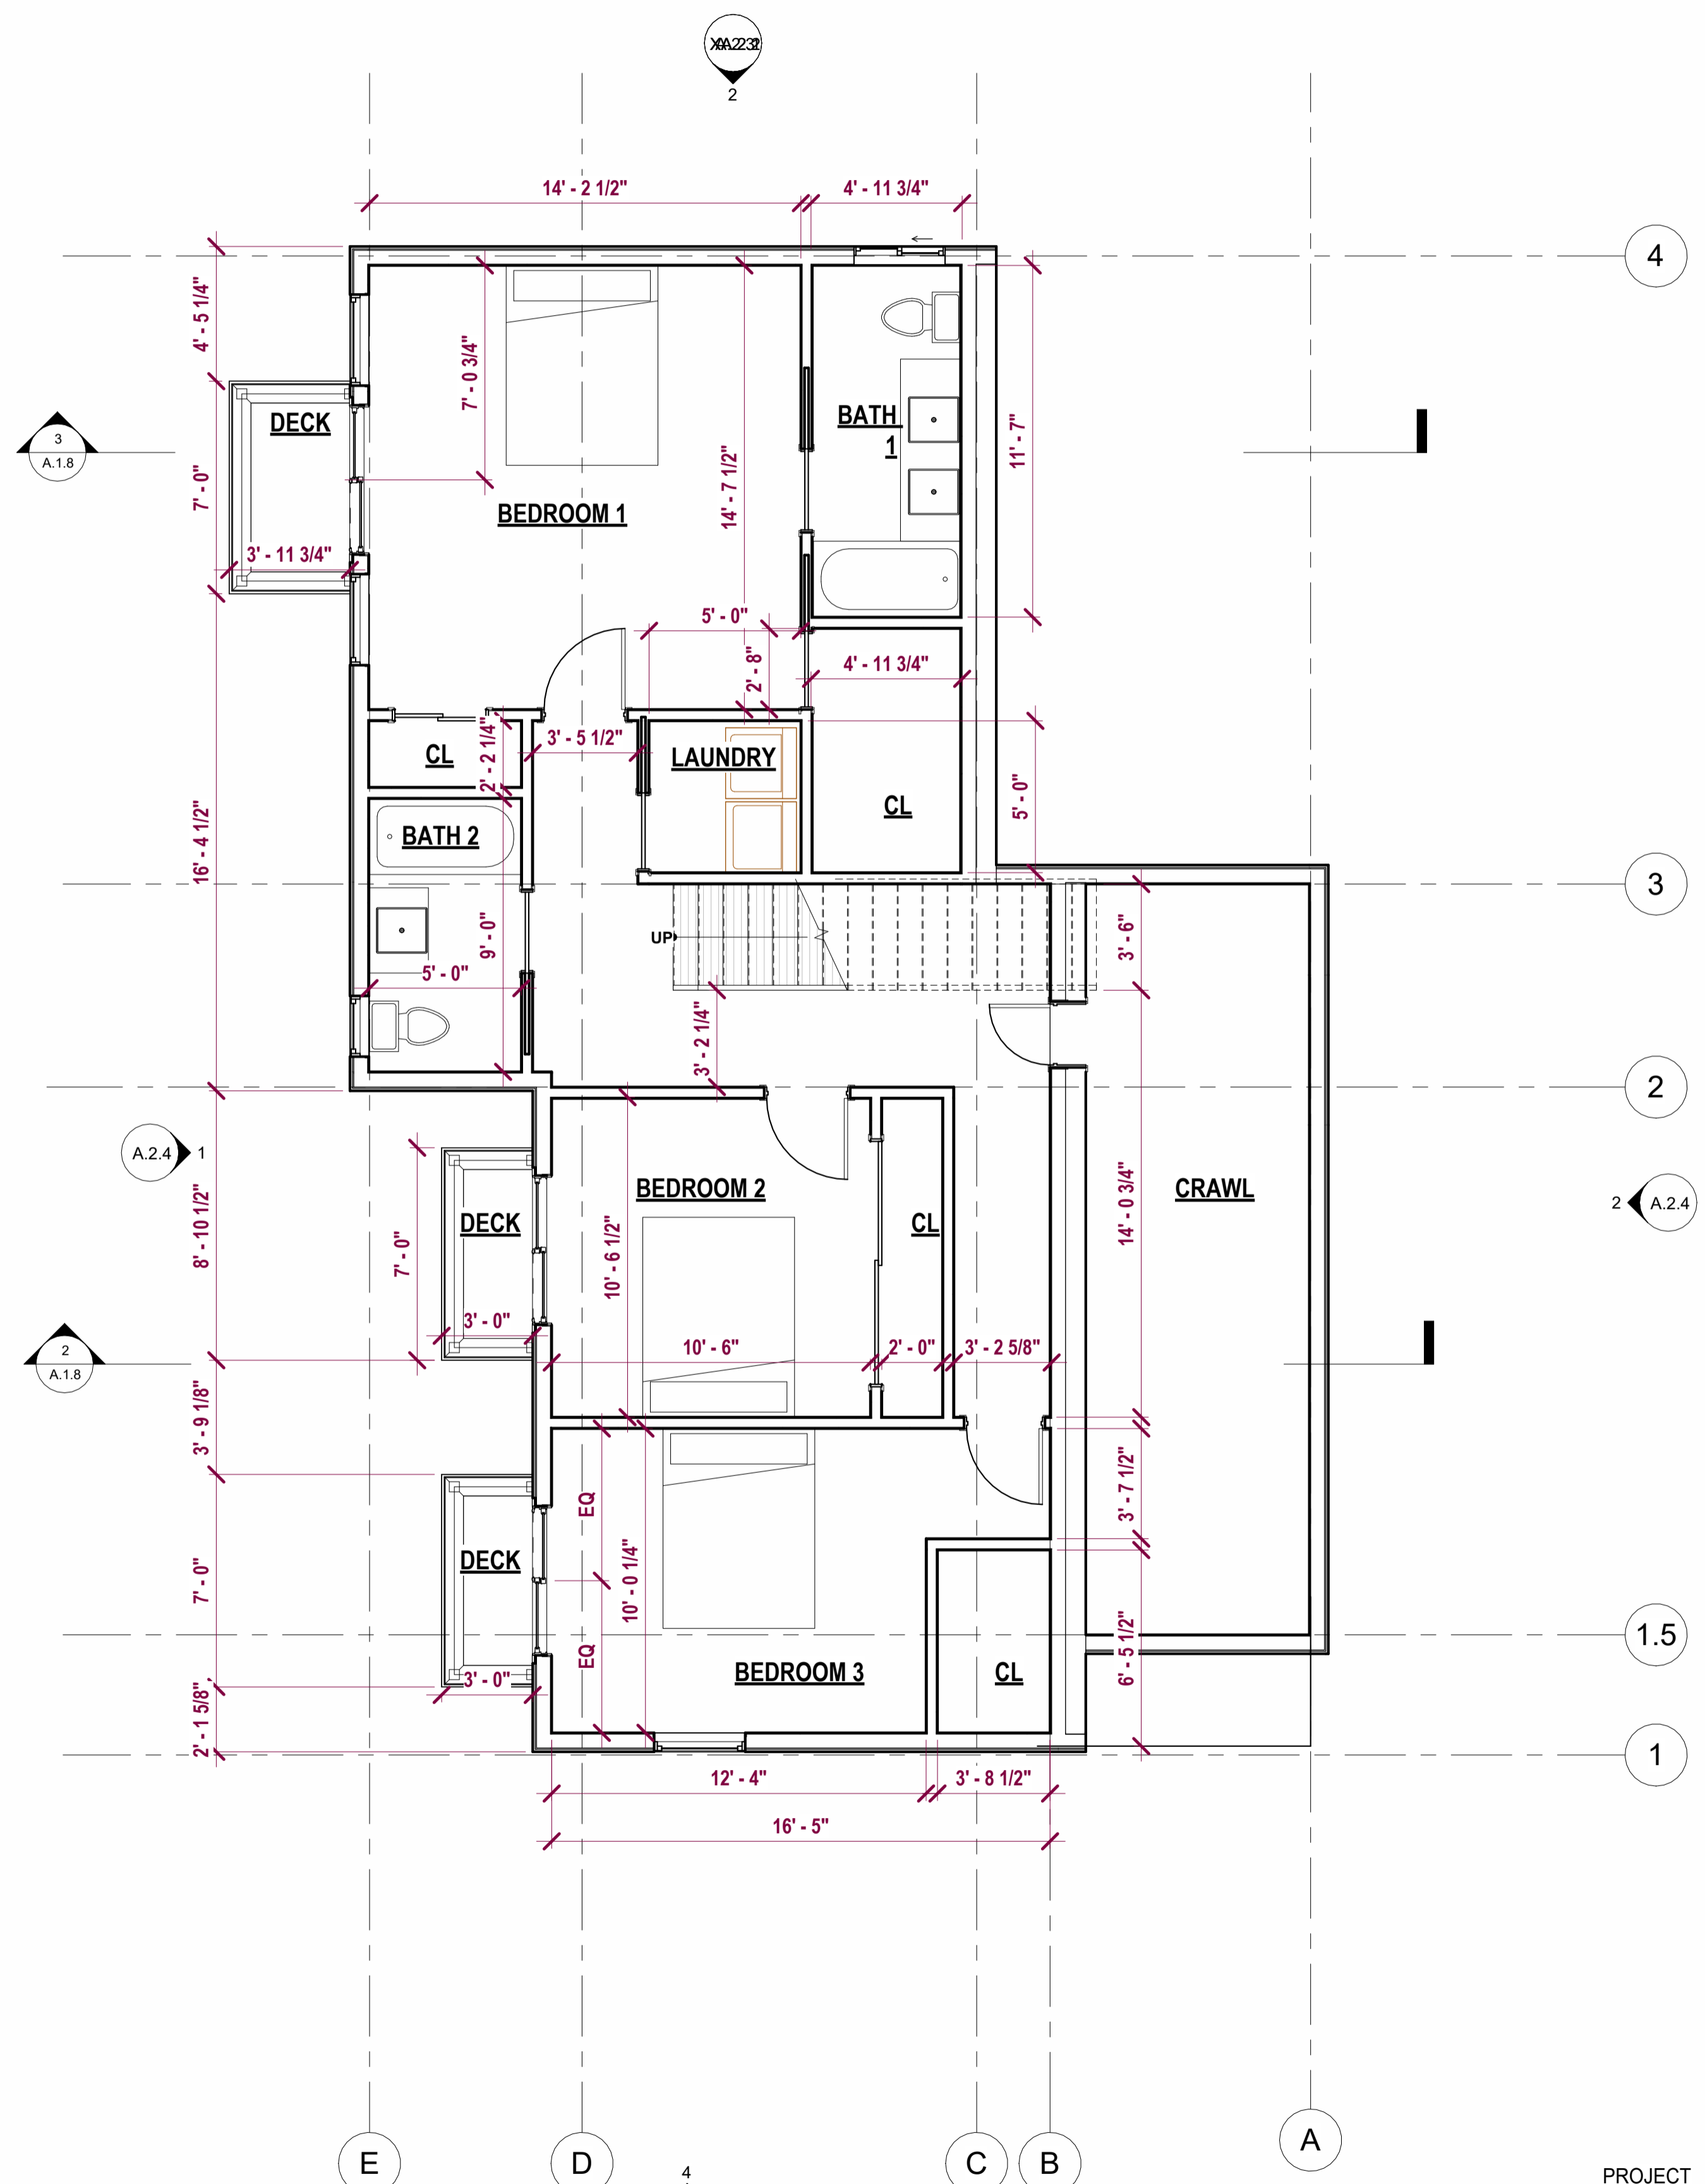 2
14' - 2 1/2"
4' - 11 3/4"
4
4' - 5 1/4"
7' - 0 3/4"
DECK
BATH
1
3
A.1.8
11' - 7"
7' - 0"
14' - 7 1/2"
BEDROOM 1
3' - 11 3/4"
5' - 0"
2' - 8"
4' - 11 3/4"
CL
2' - 2 1/4"
3' - 5 1/2"
LAUNDRY
CL
5' - 0"
16' - 4 1/2"
BATH 2
3
9' - 0"
UP
3' - 6"
5' - 0"
3' - 2 1/4"
2
A.2.4
1
BEDROOM 2
CRAWL
14' - 0 3/4"
2
A.2.4
8' - 10 1/2"
DECK
CL
7' - 0"
10' - 6 1/2"
3' - 0"
10' - 6"
2' - 0"
3' - 2 5/8"
2
A.1.8
3' - 9 1/8"
EQ
3' - 7 1/2"
DECK
7' - 0"
10' - 0 1/4"
1.5
EQ
BEDROOM 3
CL
6' - 5 1/2"
3' - 0"
2' - 1 5/8"
1
12' - 4"
3' - 8 1/2"
16' - 5"
E
D
C
B
A
4
PROJECT